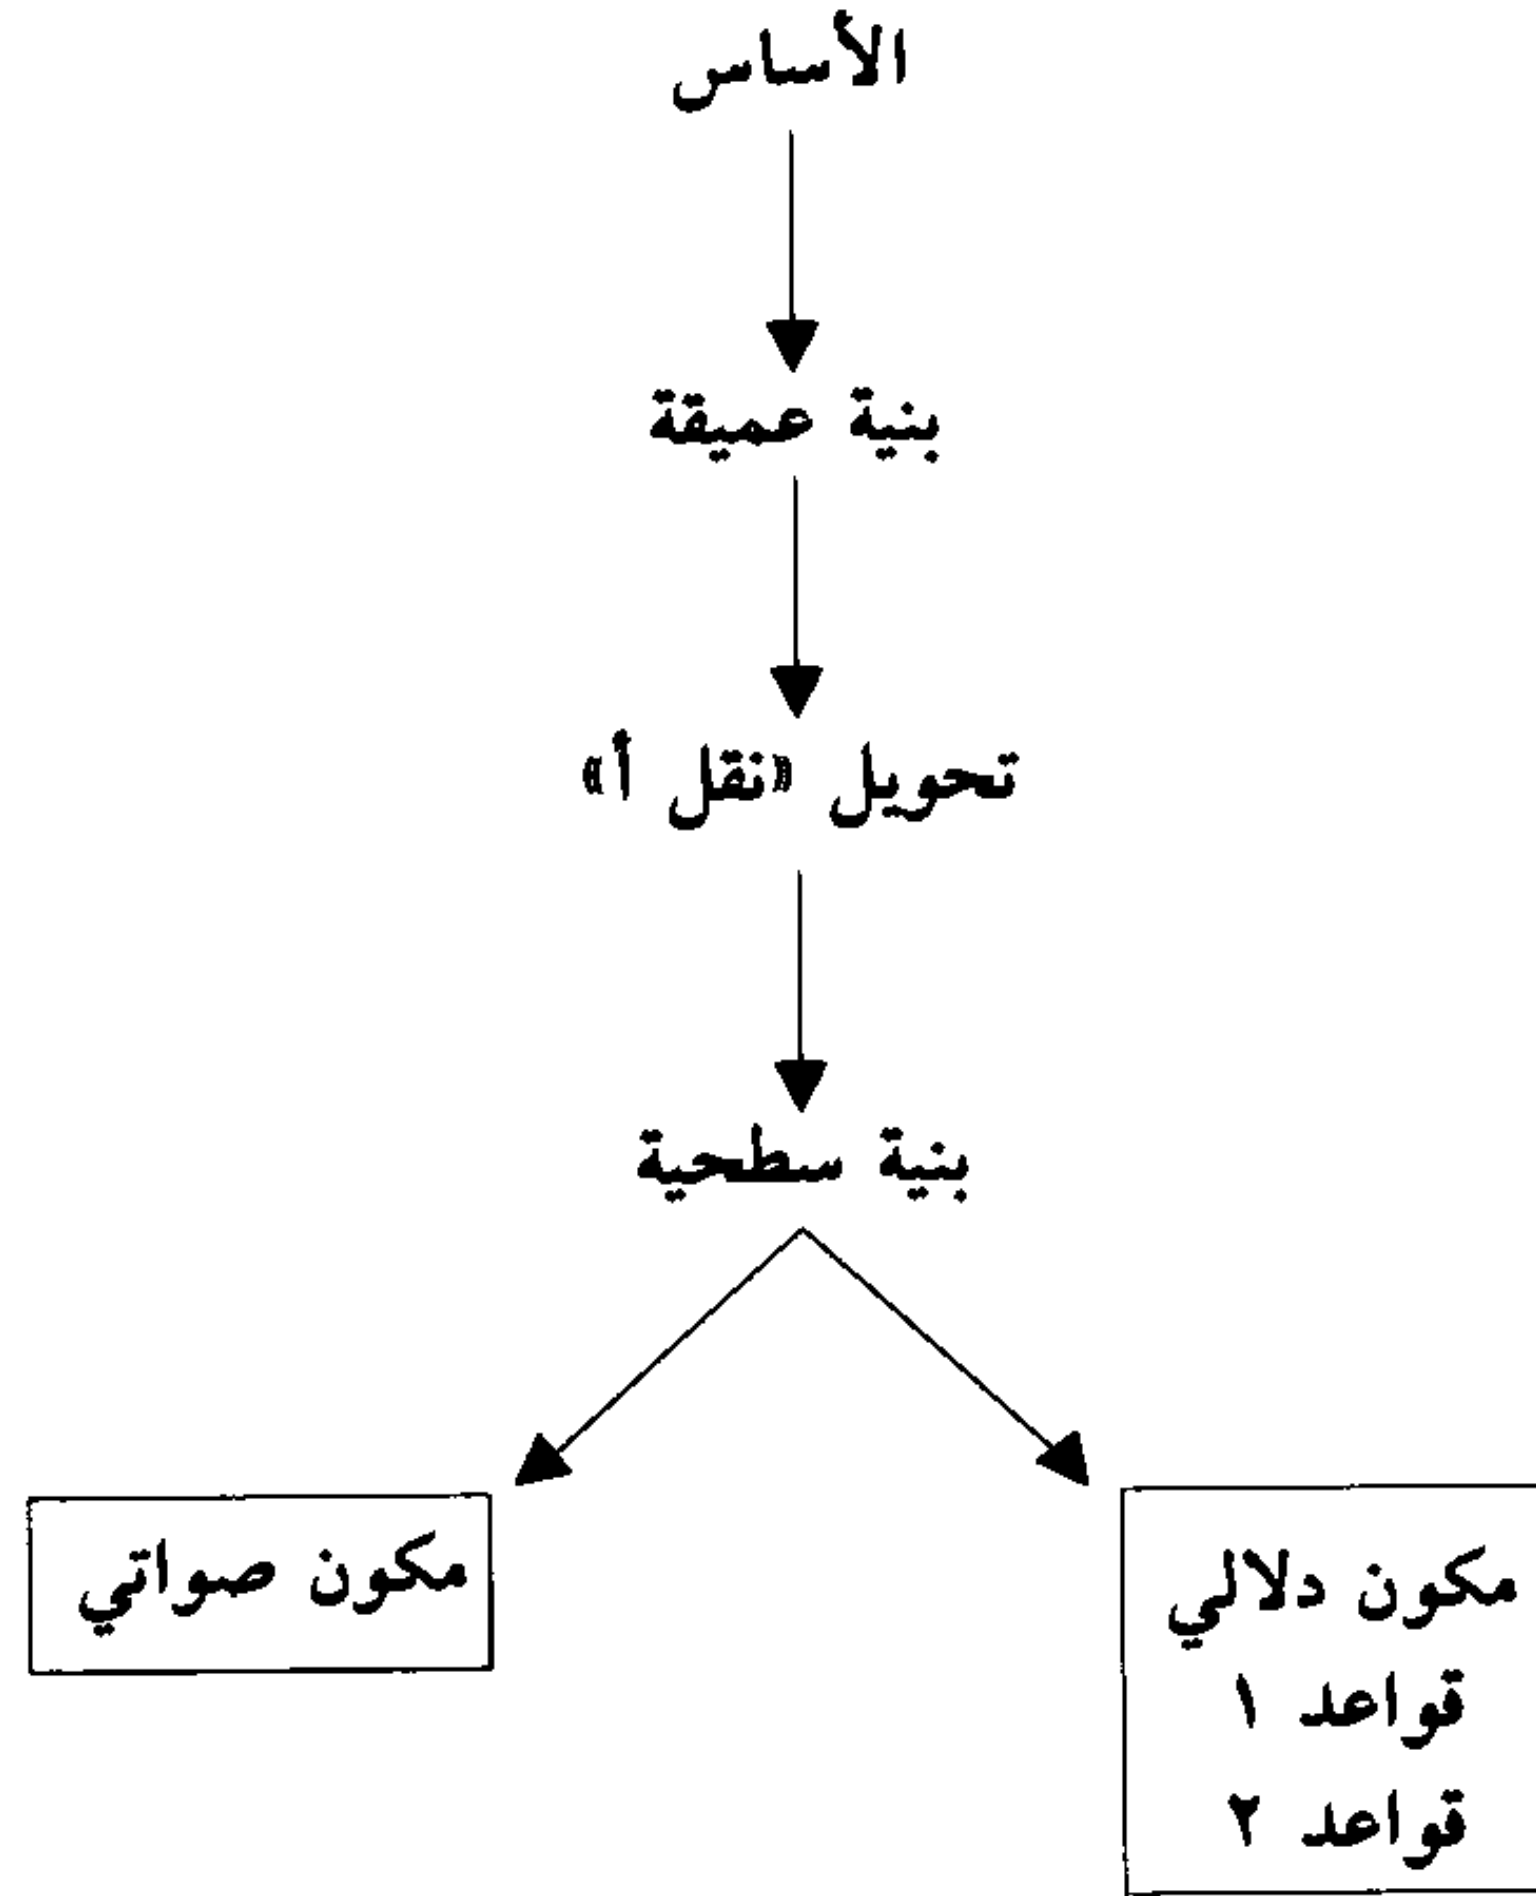 الأساس
بنية عميقة
تحويل «نقل أ»
بنية سطحية
مكون دلالي
قواعد ١
قواعد ٢
مكون صواتي